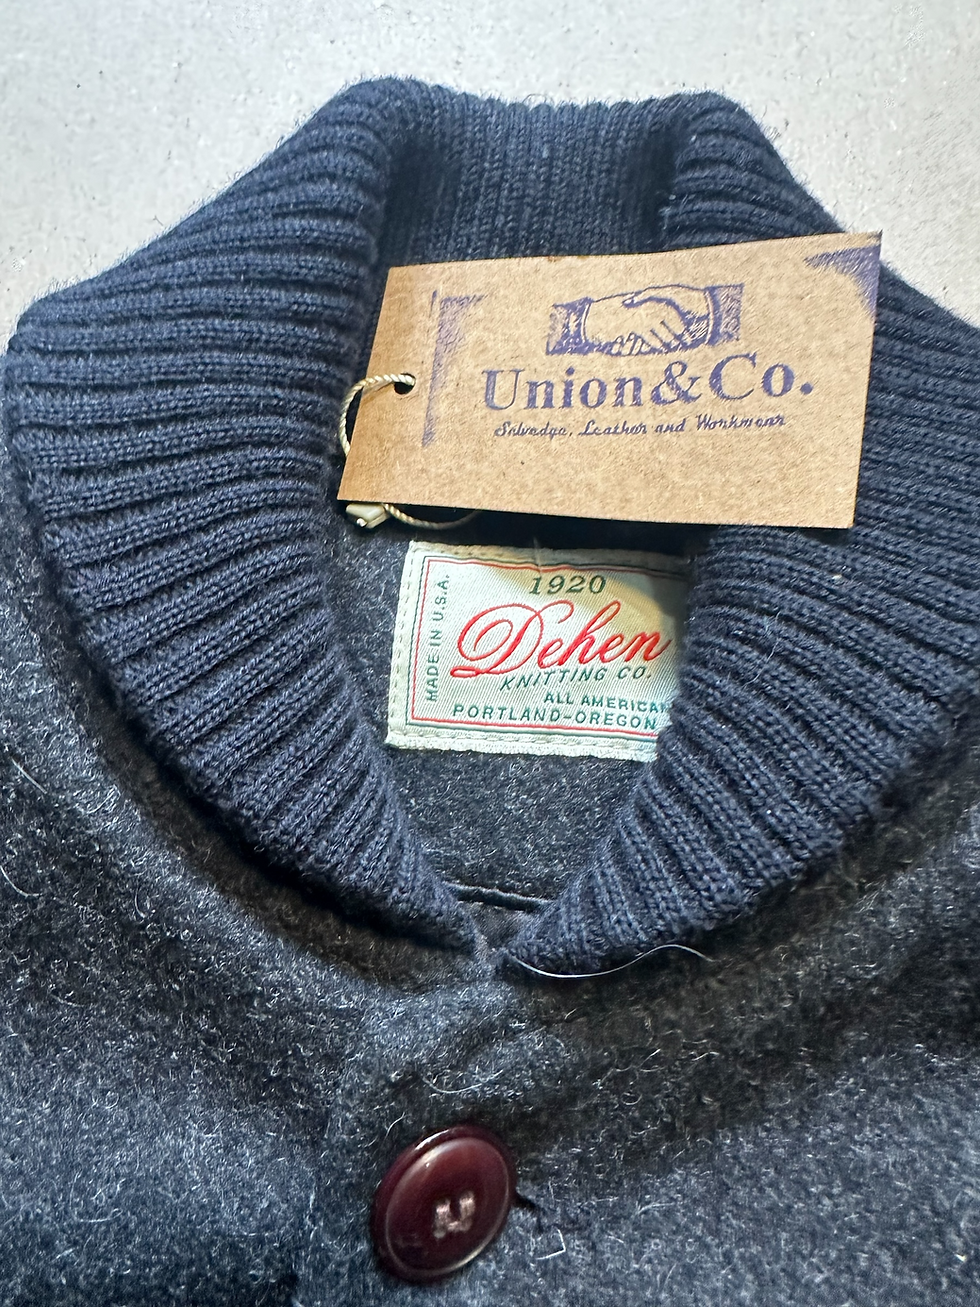 Union&Co.
Selvedge, Leather and Workwear
1920
MADE IN U.S.A.
Dehen
KNITTING CO.
ALL AMERICAN
PORTLAND-OREGON